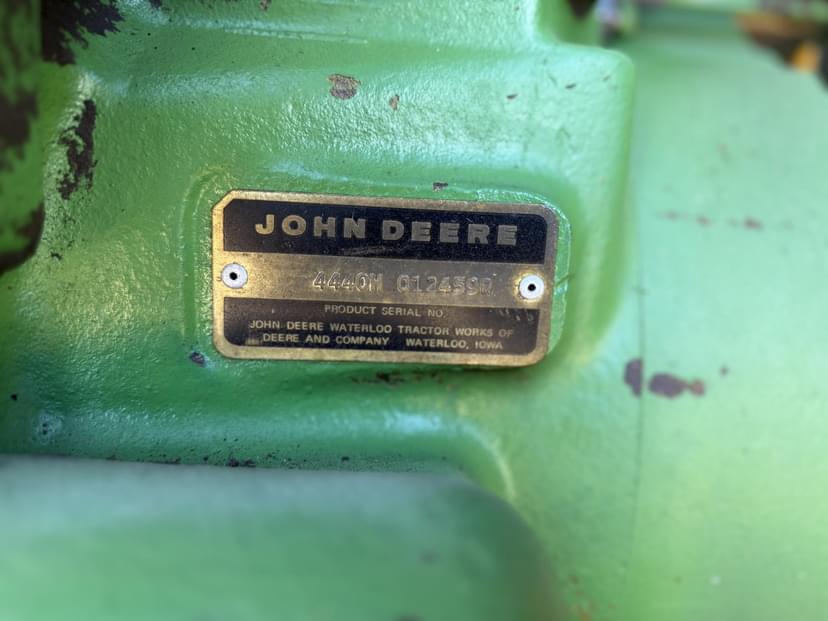 JOHN DEERE
4440H 012459R
PRODUCT SERIAL NO.
JOHN DEERE WATERLOO TRACTOR WORKS OF
DEERE AND COMPANY WATERLOO, IOWA